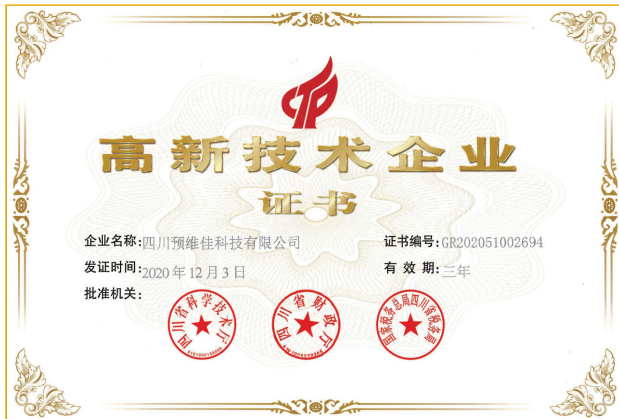 CTP
高新技术企业
证书
企业名称:四川预维佳科技有限公司
证书编号:GR202051002694
发证时间:2020年12月3日
有效期:三年
批准机关:
四川省科学技术厅
四川省财政厅
国家税务总局四川省税务局